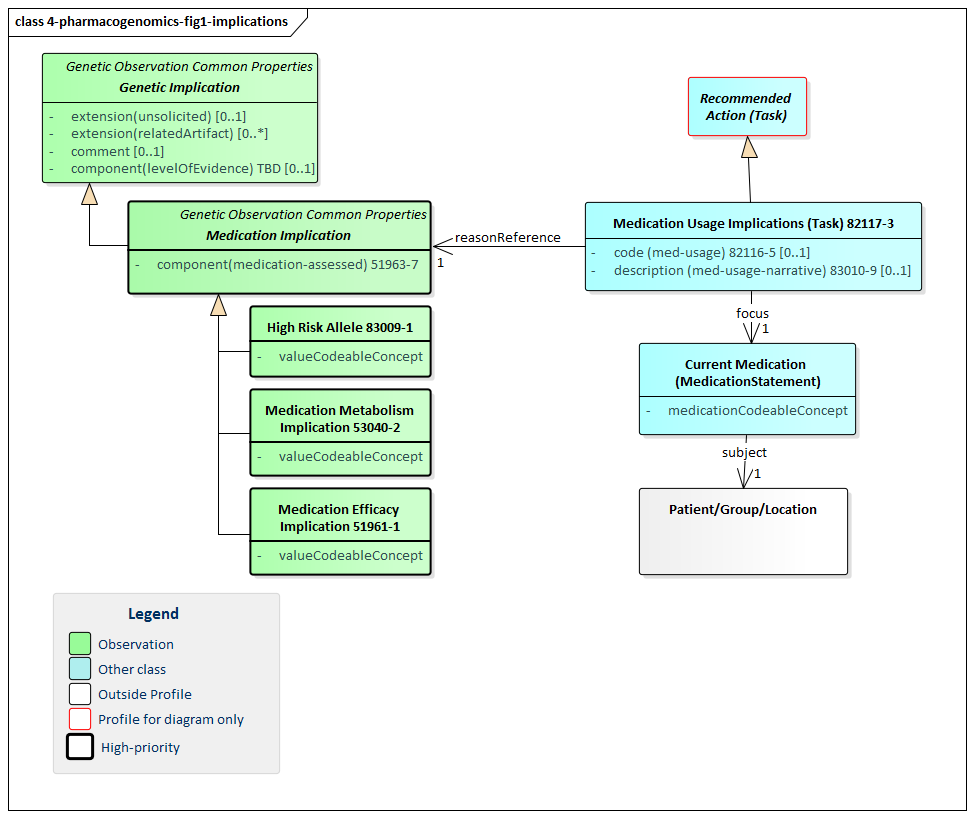 class 4-pharmacogenomics-fig1-implications
Genetic Observation Common Properties
Genetic Implication
- extension(unsolicited) [0..1]
- extension(relatedArtifact) [0..*]
- comment [0..1]
- component(levelOfEvidence) TBD [0..1]
Recommended
Action (Task)
Genetic Observation Common Properties
Medication Implication
- component(medication-assessed) 51963-7
reasonReference
1
Medication Usage Implications (Task) 82117-3
- code (med-usage) 82116-5 [0..1]
- description (med-usage-narrative) 83010-9 [0..1]
focus
1
High Risk Allele 83009-1
- valueCodeableConcept
Current Medication
(MedicationStatement)
- medicationCodeableConcept
Medication Metabolism
Implication 53040-2
- valueCodeableConcept
subject
1
Medication Efficacy
Implication 51961-1
- valueCodeableConcept
Patient/Group/Location
Legend
Observation
Other class
Outside Profile
Profile for diagram only
High-priority